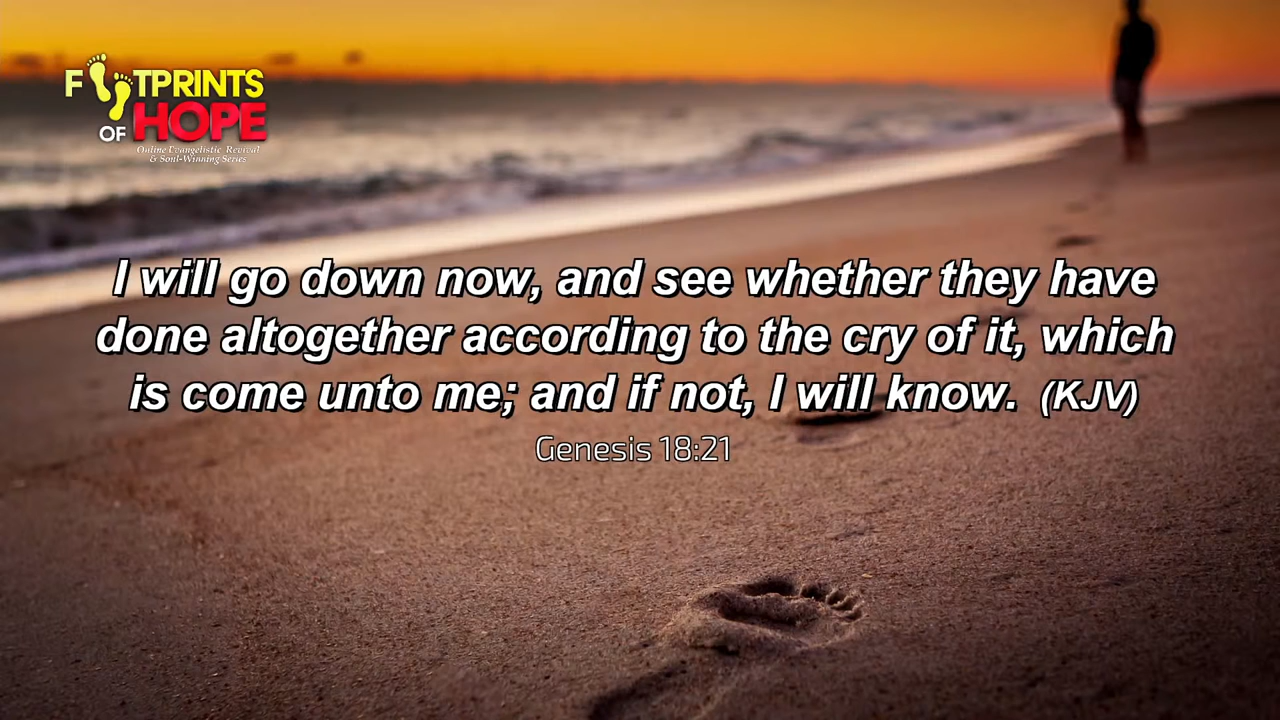 FOOTPRINTS
OF HOPE
Online Evangelistic Revival
& Soul-Winning Series
I will go down now, and see whether they have
done altogether according to the cry of it, which
is come unto me; and if not, I will know. (KJV)
Genesis 18:21